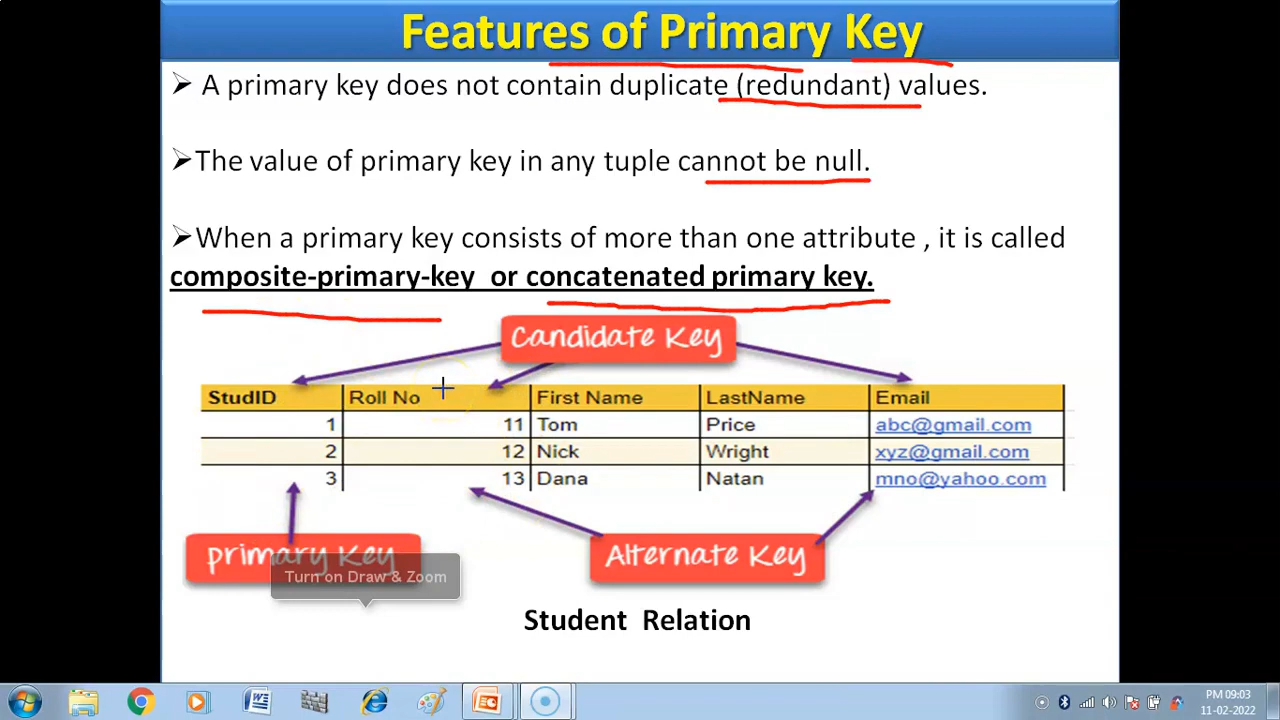 Features of Primary Key
➢ A primary key does not contain duplicate (redundant) values.
➢The value of primary key in any tuple cannot be null.
➢When a primary key consists of more than one attribute , it is called
composite-primary-key or concatenated primary key.
Candidate Key
StudID Roll No First Name LastName Email
1 11 Tom Price abc@gmail.com
2 12 Nick Wright xyz@gmail.com
3 13 Dana Natan mno@yahoo.com
primary Key Alternate Key
Turn on Draw & Zoom
Student Relation
PM 09:03
11-02-2022